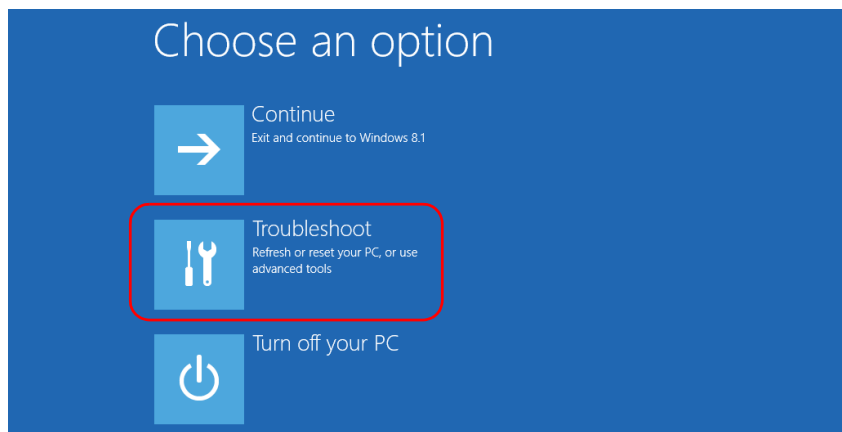 Choose an option
Continue
Exit and continue to Windows 8.1
Troubleshoot
Refresh or reset your PC, or use
advanced tools
Turn off your PC